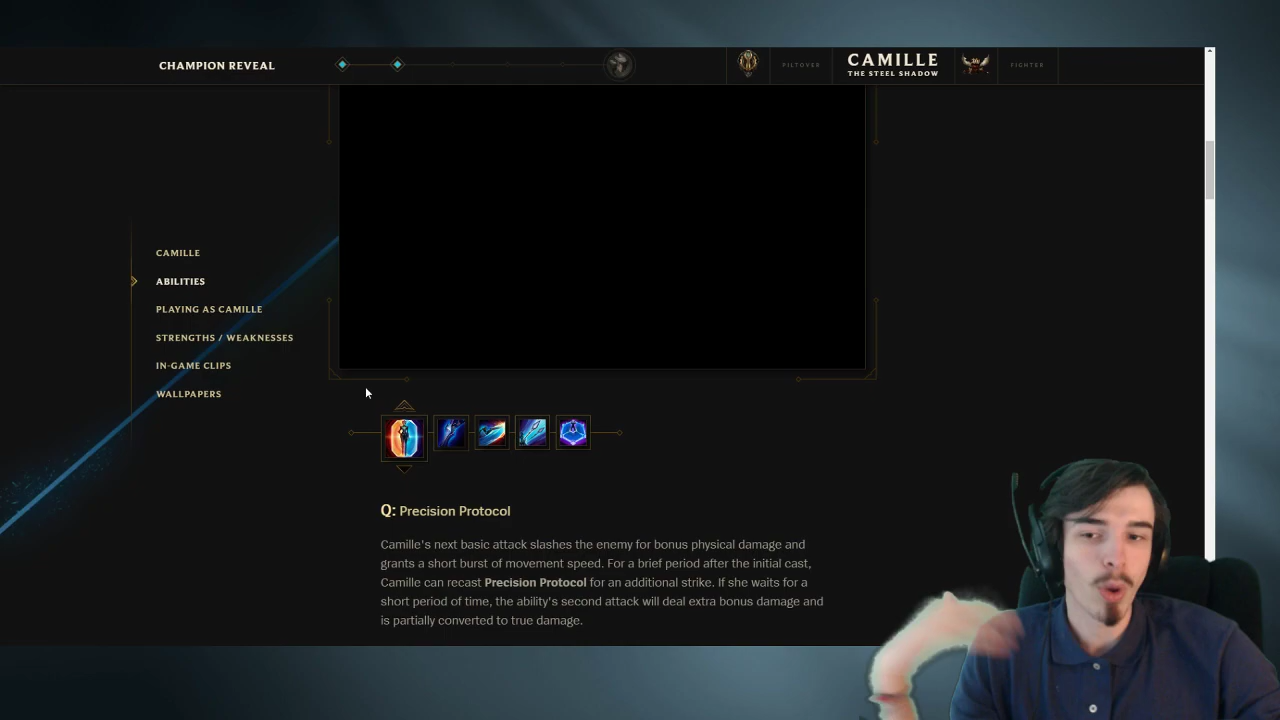 CHAMPION REVEAL
PILTOVER
CAMILLE
THE STEEL SHADOW
FIGHTER
CAMILLE
ABILITIES
PLAYING AS CAMILLE
STRENGTHS / WEAKNESSES
IN-GAME CLIPS
WALLPAPERS
Q: Precision Protocol
Camille's next basic attack slashes the enemy for bonus physical damage and
grants a short burst of movement speed. For a brief period after the initial cast,
Camille can recast Precision Protocol for an additional strike. If she waits for a
short period of time, the ability's second attack will deal extra bonus damage and
is partially converted to true damage.